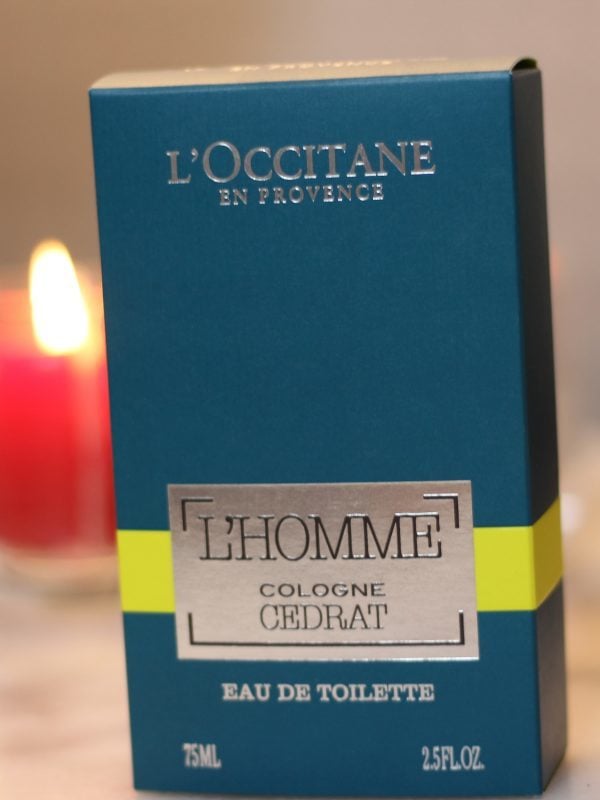 L'OCCITANE
EN PROVENCE
L'HOMME
COLOGNE
CEDRAT
EAU DE TOILETTE
75ML 2.5FL.OZ.